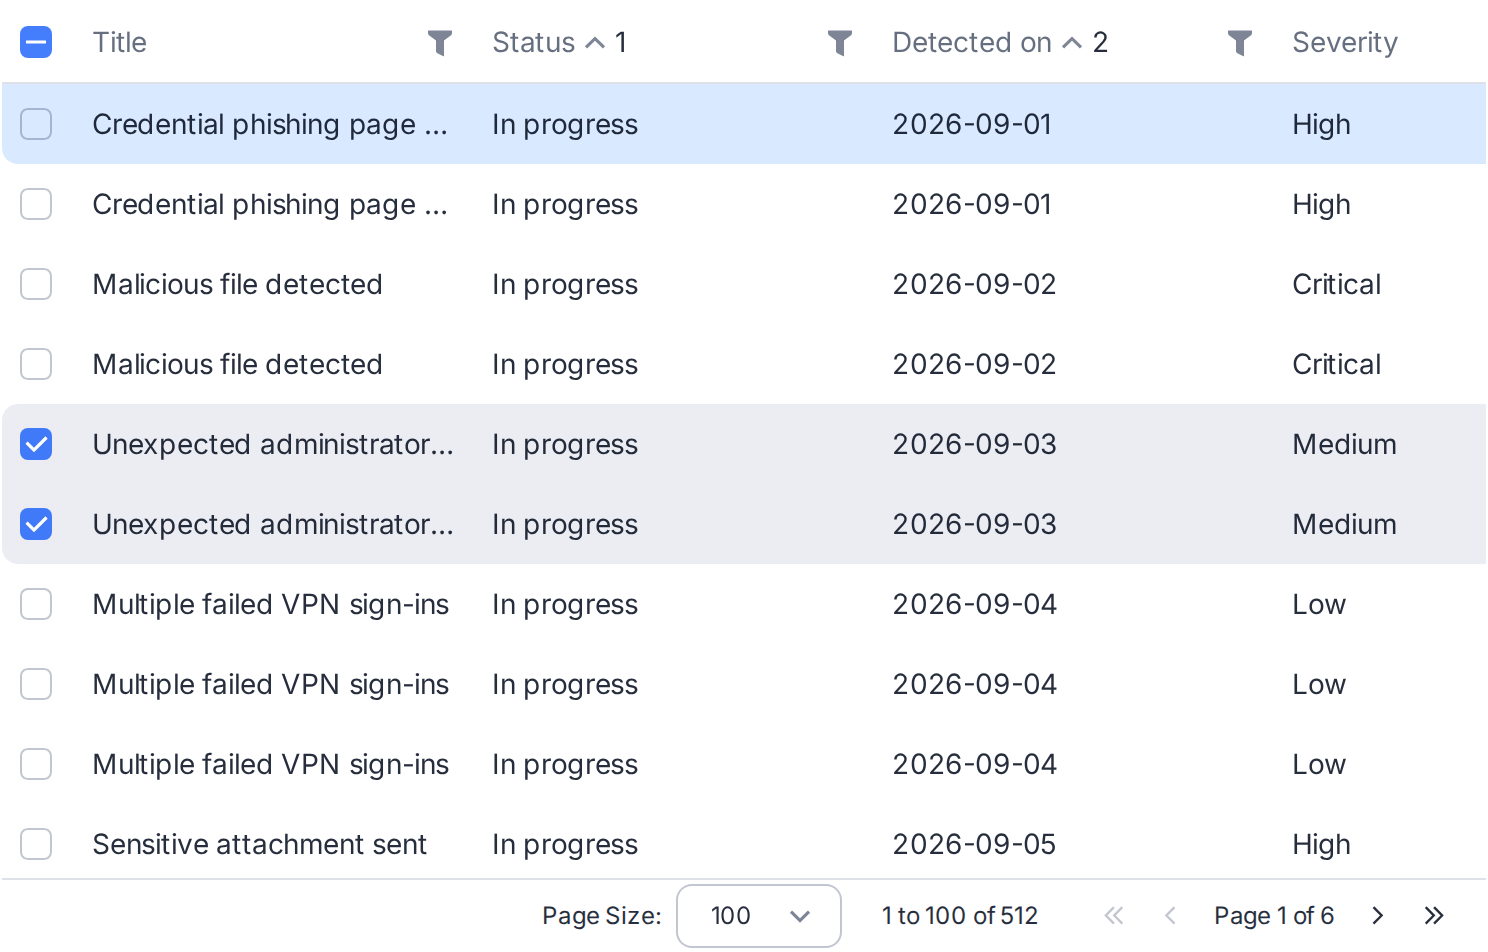 Title Status 1 Detected on 2 Severity
Credential phishing page ... In progress 2026-09-01 High
Credential phishing page ... In progress 2026-09-01 High
Malicious file detected In progress 2026-09-02 Critical
Malicious file detected In progress 2026-09-02 Critical
Unexpected administrator... In progress 2026-09-03 Medium
Unexpected administrator... In progress 2026-09-03 Medium
Multiple failed VPN sign-ins In progress 2026-09-04 Low
Multiple failed VPN sign-ins In progress 2026-09-04 Low
Multiple failed VPN sign-ins In progress 2026-09-04 Low
Sensitive attachment sent In progress 2026-09-05 High
Page Size: 100 1 to 100 of 512 Page 1 of 6